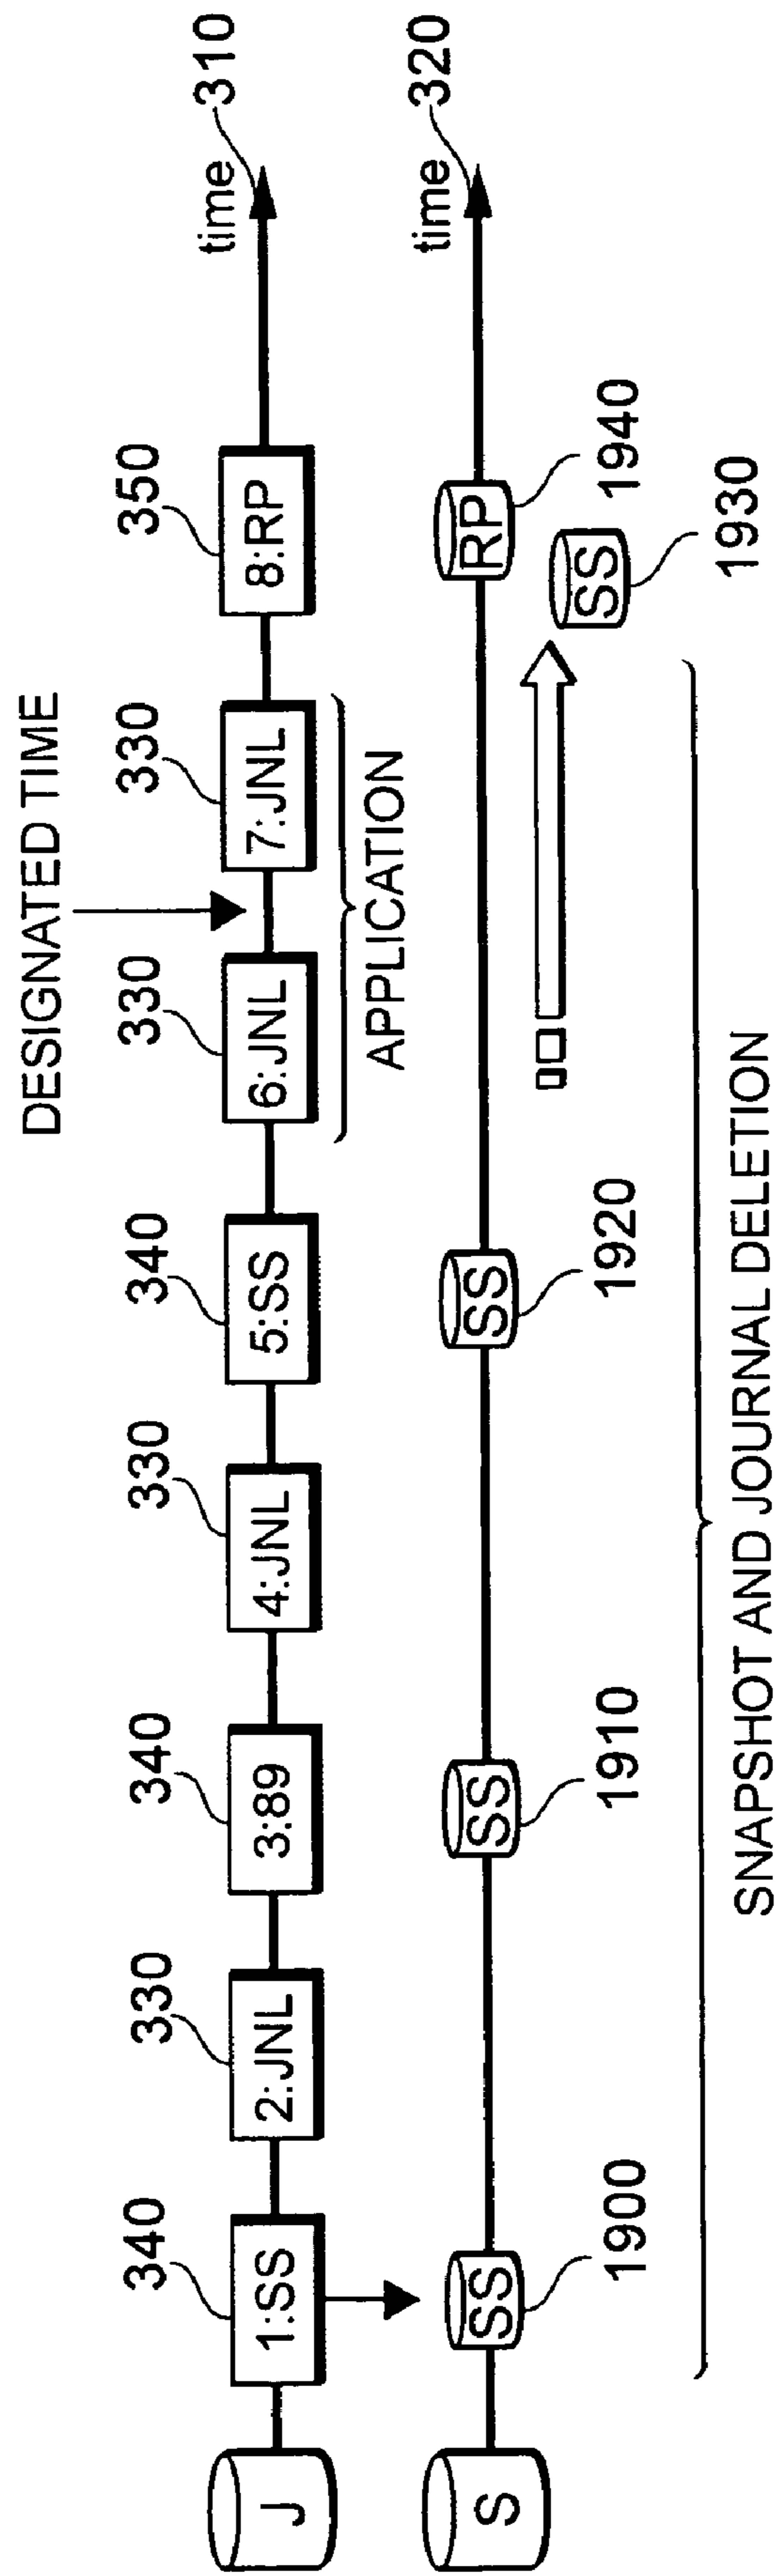 DESIGNATED TIME
340
330
340
330
340
330
330
350
310
J
1:SS
2:JNL
3:89
4:JNL
5:SS
6:JNL
7:JNL
8:RP
time
APPLICATION
320
time
S
SS
SS
SS
RP
1900
1910
1920
SS
1940
1930
SNAPSHOT AND JOURNAL DELETION